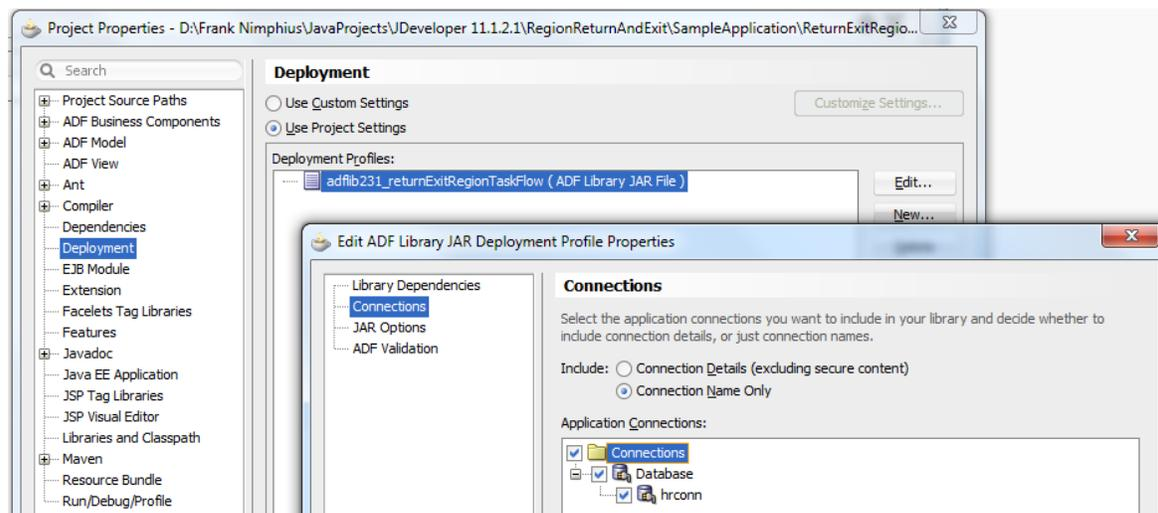 Project Properties - D:\Frank Nimphius\JavaProjects\JDeveloper 11.1.2.1\RegionReturnAndExit\SampleApplication\ReturnExitRegio...
Search
Project Source Paths
ADF Business Components
ADF Model
ADF View
Ant
Compiler
Dependencies
Deployment
EJB Module
Extension
Facelets Tag Libraries
Features
Javadoc
Java EE Application
JSP Tag Libraries
JSP Visual Editor
Libraries and Classpath
Maven
Resource Bundle
Run/Debug/Profile
Deployment
Use Custom Settings
Customize Settings...
Use Project Settings
Deployment Profiles:
adflib231_returnExitRegionTaskFlow ( ADF Library JAR File )
Edit...
New...
Edit ADF Library JAR Deployment Profile Properties
Library Dependencies
Connections
JAR Options
ADF Validation
Connections
Select the application connections you want to include in your library and decide whether to
include connection details, or just connection names.
Include: Connection Details (excluding secure content)
Connection Name Only
Application Connections:
Connections
Database
hrconn